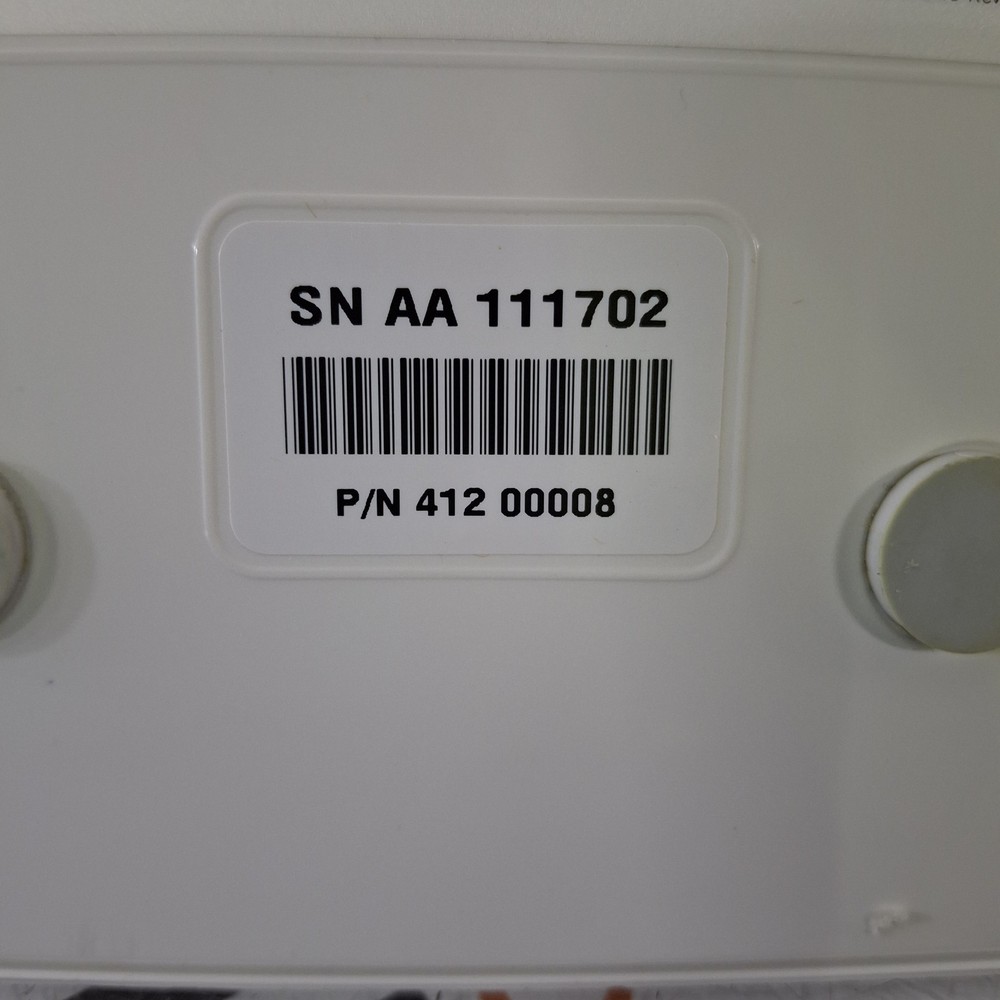 SN AA 111702
P/N 412 00008